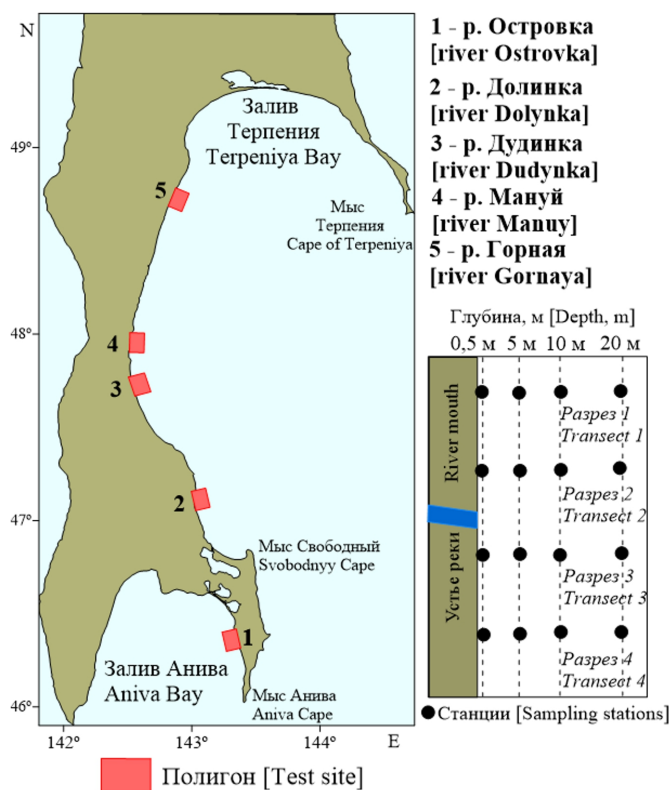 N
49°
48°
47°
46°
142°
143°
144°
E
Залив
Терпения
Terpeniya Bay
Мыс
Терпения
Cape of Terpeniya
5
4
3
2
1
Мыс Свободный
Svobodnyy Cape
Залив Анива
Aniva Bay
Мыс Анива
Aniva Cape
Полигон [Test site]
1 - р. Островка
[river Ostrovka]
2 - р. Долинка
[river Dolynka]
3 - р. Дудинка
[river Dudynka]
4 - р. Мануй
[river Manuy]
5 - р. Горная
[river Gornaya]
Глубина, м [Depth, m]
0,5 м 5 м 10 м 20 м
River mouth
Устье реки
Разрез 1
Transect 1
Разрез 2
Transect 2
Разрез 3
Transect 3
Разрез 4
Transect 4
Станции [Sampling stations]